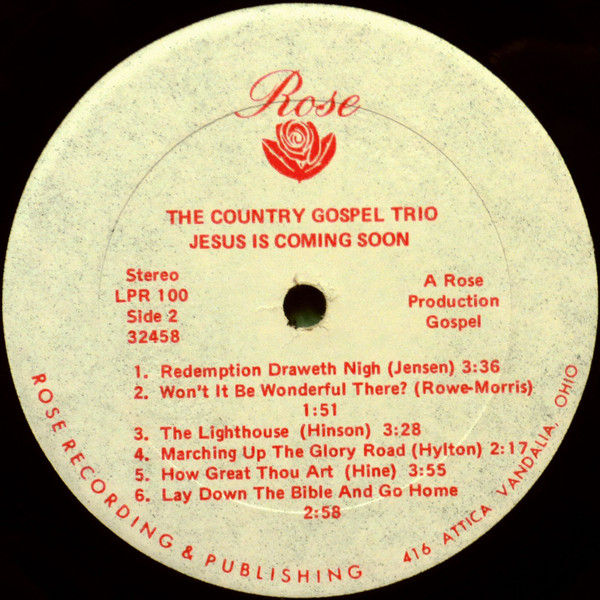 Rose
THE COUNTRY GOSPEL TRIO
JESUS IS COMING SOON
Stereo
LPR 100
Side 2
32458
A Rose
Production
Gospel
1. Redemption Draweth Nigh (Jensen) 3:36
2. Won't It Be Wonderful There? (Rowe-Morris)
1:51
3. The Lighthouse (Hinson) 3:28
4. Marching Up The Glory Road (Hylton) 2:17
5. How Great Thou Art (Hine) 3:55
6. Lay Down The Bible And Go Home
2:58
ROSE RECORDING & PUBLISHING 416 ATTICA VANDALIA, OHIO